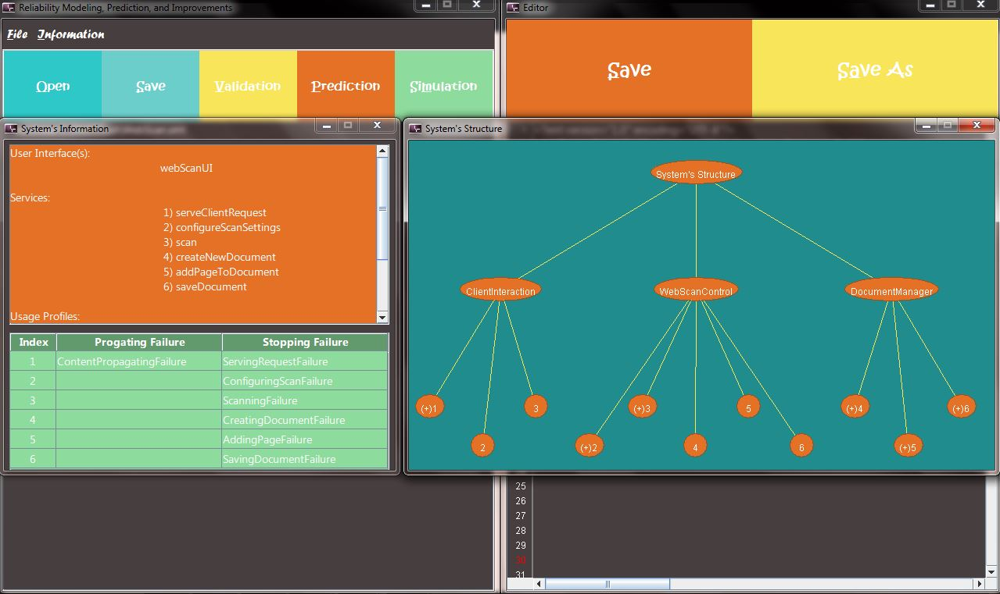 Reliability Modeling, Prediction, and Improvements
File Information
Open Save Validation Prediction Simulation
Editor
Save Save As
System's Information
User Interface(s):
webScanUI
Services:
1) serveClientRequest
2) configureScanSettings
3) scan
4) createNewDocument
5) addPageToDocument
6) saveDocument
Usage Profiles:
Index Progating Failure Stopping Failure
1 ContentPropagatingFailure ServingRequestFailure
2 ConfiguringScanFailure
3 ScanningFailure
4 CreatingDocumentFailure
5 AddingPageFailure
6 SavingDocumentFailure
System's Structure
System's Structure
ClientInteraction WebScanControl DocumentManager
(+)1 3 (+)3 5 (+)4 (+)6
2 (+)2 4 6 (+)5
25
26
27
28
29
30
31